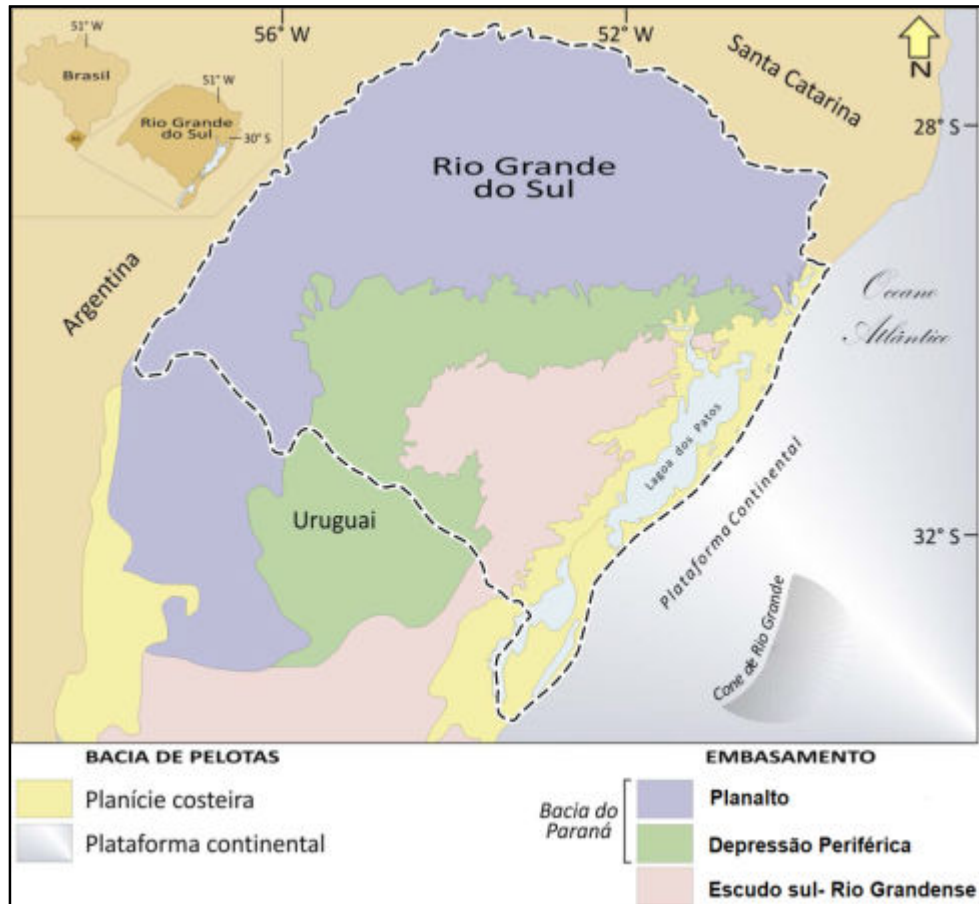 56° W
52° W
N
51° W
Brasil
51° W
Rio Grande
do Sul
30° S
Santa Catarina
28° S
Rio Grande
do Sul
Argentina
Oceano
Atlântico
Lagoa dos Patos
Uruguai
Plataforma Continental
32° S
Cone de Rio Grande
BACIA DE PELOTAS
Planície costeira
Plataforma continental
EMBASAMENTO
Bacia do
Paraná
Planalto
Depressão Periférica
Escudo sul- Rio Grandense